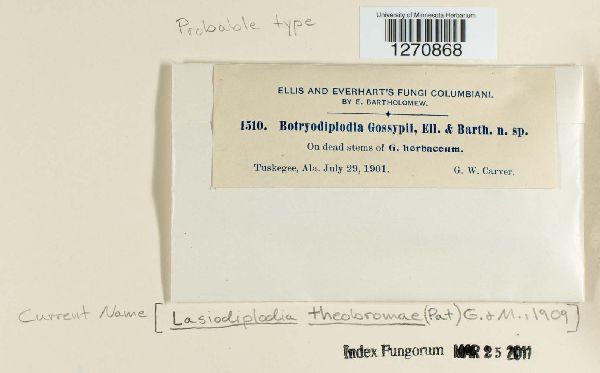 Probable type
University of Minnesota Herbarium
1270868
ELLIS AND EVERHART'S FUNGI COLUMBIANI.
BY E. BARTHOLOMEW.
1510. Botryodiplodia Gossypii, Ell. & Barth. n. sp.
On dead stems of G. herbaceum.
Tuskegee, Ala. July 29, 1901. G. W. Carver.
Current Name [Lasiodiplodia theobromae (Pat) G. & M., 1909]
Index Fungorum MAR 25 2011